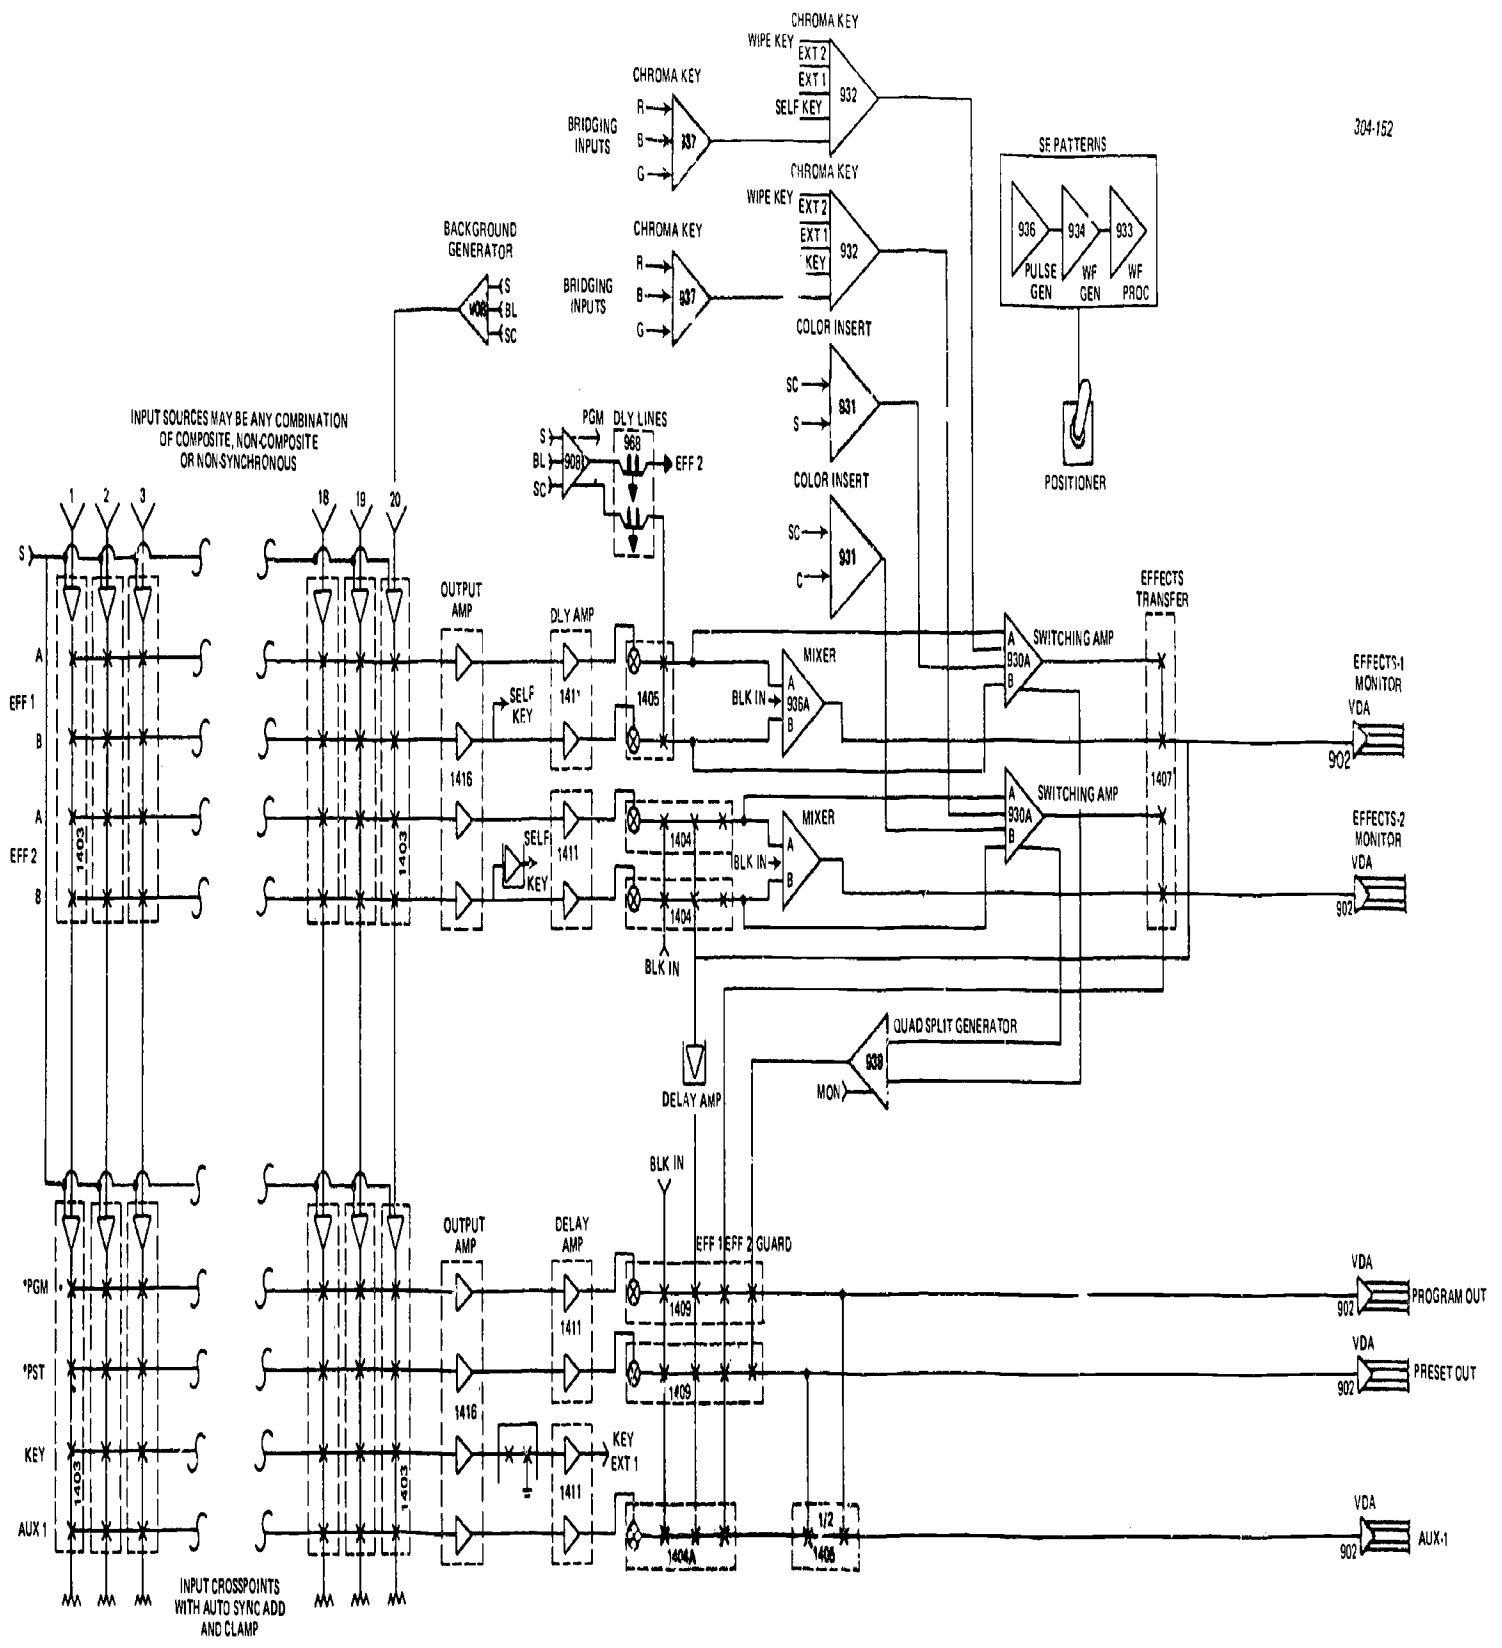 CHROMA KEY
WIPE KEY
EXT 2
EXT 1
SELF KEY
932
CHROMA KEY
BRIDGING
INPUTS
R
B
G
937
304-152
SE PATTERNS
936
934
933
PULSE
GEN
WF
GEN
WF
PROC
POSITIONER
CHROMA KEY
WIPE KEY
EXT 2
EXT 1
KEY
932
CHROMA KEY
BRIDGING
INPUTS
R
B
G
937
BACKGROUND
GENERATOR
S
BL
SC
COLOR INSERT
SC
S
931
COLOR INSERT
SC
C
931
INPUT SOURCES MAY BE ANY COMBINATION
OF COMPOSITE, NON-COMPOSITE
OR NON-SYNCHRONOUS
PGM
DLY LINES
S
BL
SC
908
968
EFF 2
1
2
3
18
19
20
S
OUTPUT
AMP
DLY AMP
EFFECTS
TRANSFER
A
EFF 1
B
SELF
KEY
1411
1405
MIXER
A
BLK IN
936A
B
A
930A
B
SWITCHING AMP
EFFECTS-1
MONITOR
VDA
902
1416
1407
A
EFF 2
B
1403
1403
SELF
KEY
1411
1404
1404
BLK IN
MIXER
A
BLK IN
B
A
930A
B
SWITCHING AMP
EFFECTS-2
MONITOR
VDA
902
QUAD SPLIT GENERATOR
939
MON
DELAY AMP
BLK IN
OUTPUT
AMP
DELAY
AMP
EFF 1 EFF 2 GUARD
*PGM
1411
1409
VDA
902
PROGRAM OUT
*PST
1416
1409
VDA
902
PRESET OUT
KEY
KEY
EXT 1
1403
1403
1411
AUX 1
1404A
1/2
1405
VDA
902
AUX-1
INPUT CROSSPOINTS
WITH AUTO SYNC ADD
AND CLAMP